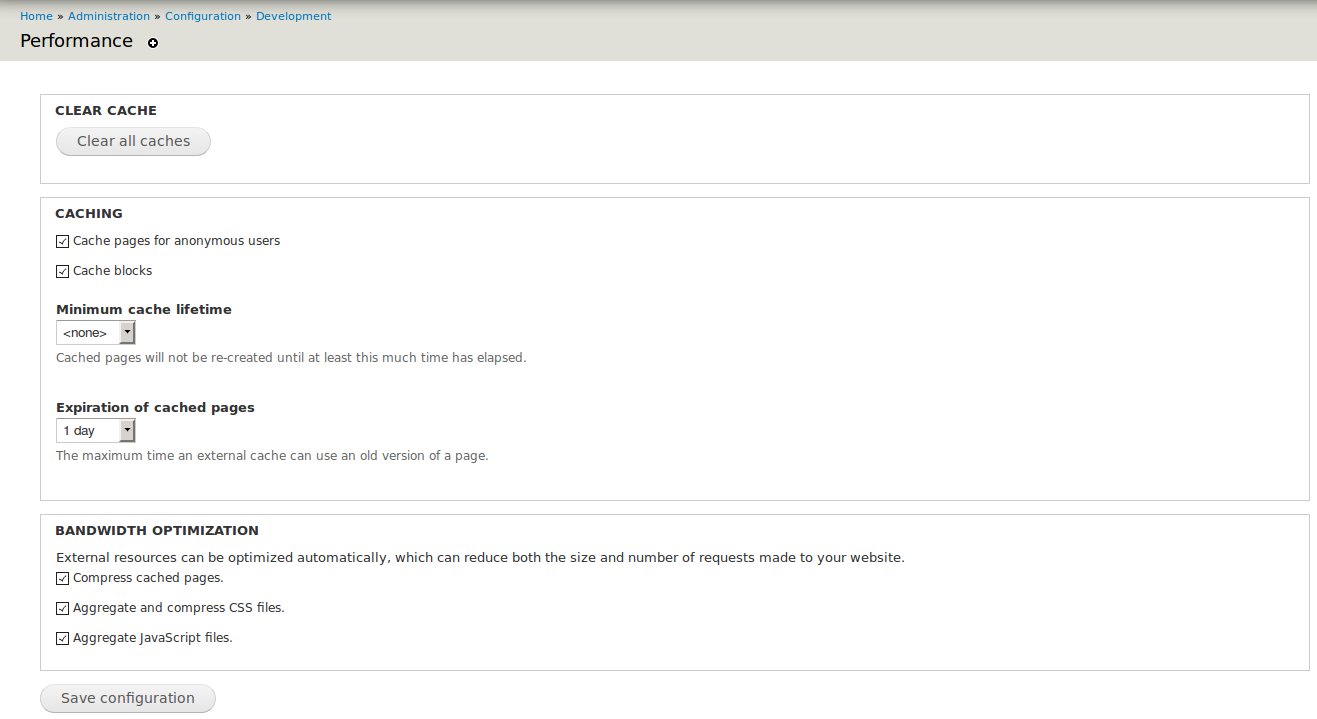 Home » Administration » Configuration » Development
Performance
CLEAR CACHE
Clear all caches
CACHING
Cache pages for anonymous users
Cache blocks
Minimum cache lifetime
<none>
Cached pages will not be re-created until at least this much time has elapsed.
Expiration of cached pages
1 day
The maximum time an external cache can use an old version of a page.
BANDWIDTH OPTIMIZATION
External resources can be optimized automatically, which can reduce both the size and number of requests made to your website.
Compress cached pages.
Aggregate and compress CSS files.
Aggregate JavaScript files.
Save configuration